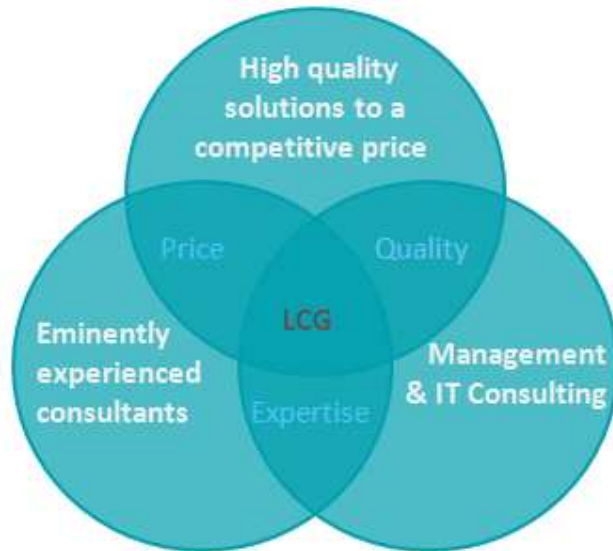 High quality
solutions to a
competitive price
Price
Quality
LCG
Eminently
experienced
consultants
Management
& IT Consulting
Expertise